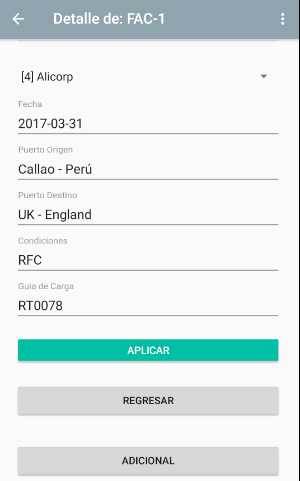 Detalle de: FAC-1
[4] Alicorp
Fecha
2017-03-31
Puerto Origen
Callao - Perú
Puerto Destino
UK - England
Condiciones
RFC
Guia de Carga
RT0078
APLICAR
REGRESAR
ADICIONAL